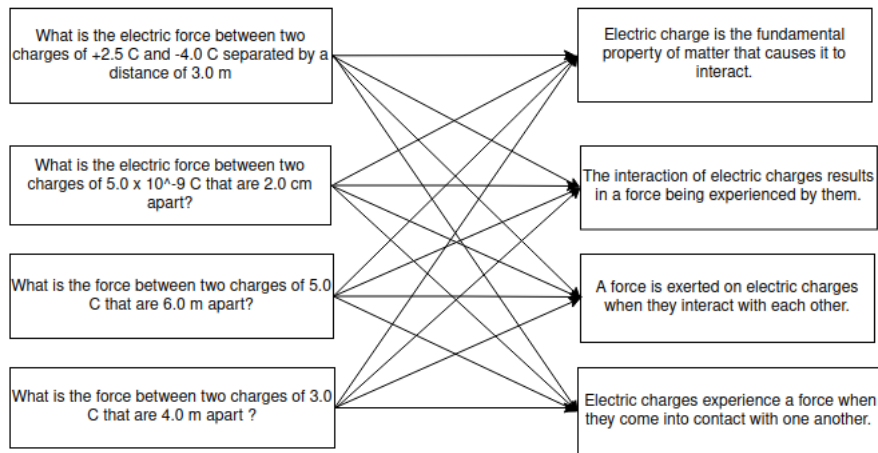 What is the electric force between two
charges of +2.5 C and -4.0 C separated by a
distance of 3.0 m
What is the electric force between two
charges of 5.0 x 10^-9 C that are 2.0 cm
apart?
What is the force between two charges of 5.0
C that are 6.0 m apart?
What is the force between two charges of 3.0
C that are 4.0 m apart ?
Electric charge is the fundamental
property of matter that causes it to
interact.
The interaction of electric charges results
in a force being experienced by them.
A force is exerted on electric charges
when they interact with each other.
Electric charges experience a force when
they come into contact with one another.